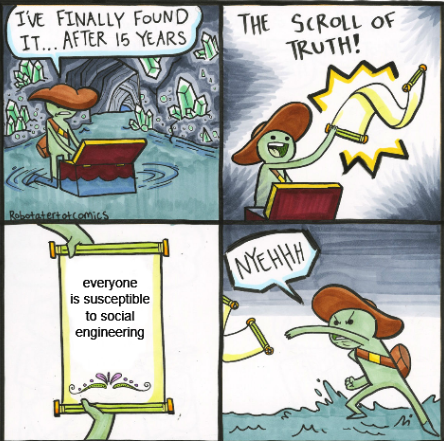 I'VE FINALLY FOUND
IT... AFTER 15 YEARS
THE SCROLL OF
TRUTH!
Robotatertotcomics
everyone
is susceptible
to social
engineering
NYEHHH